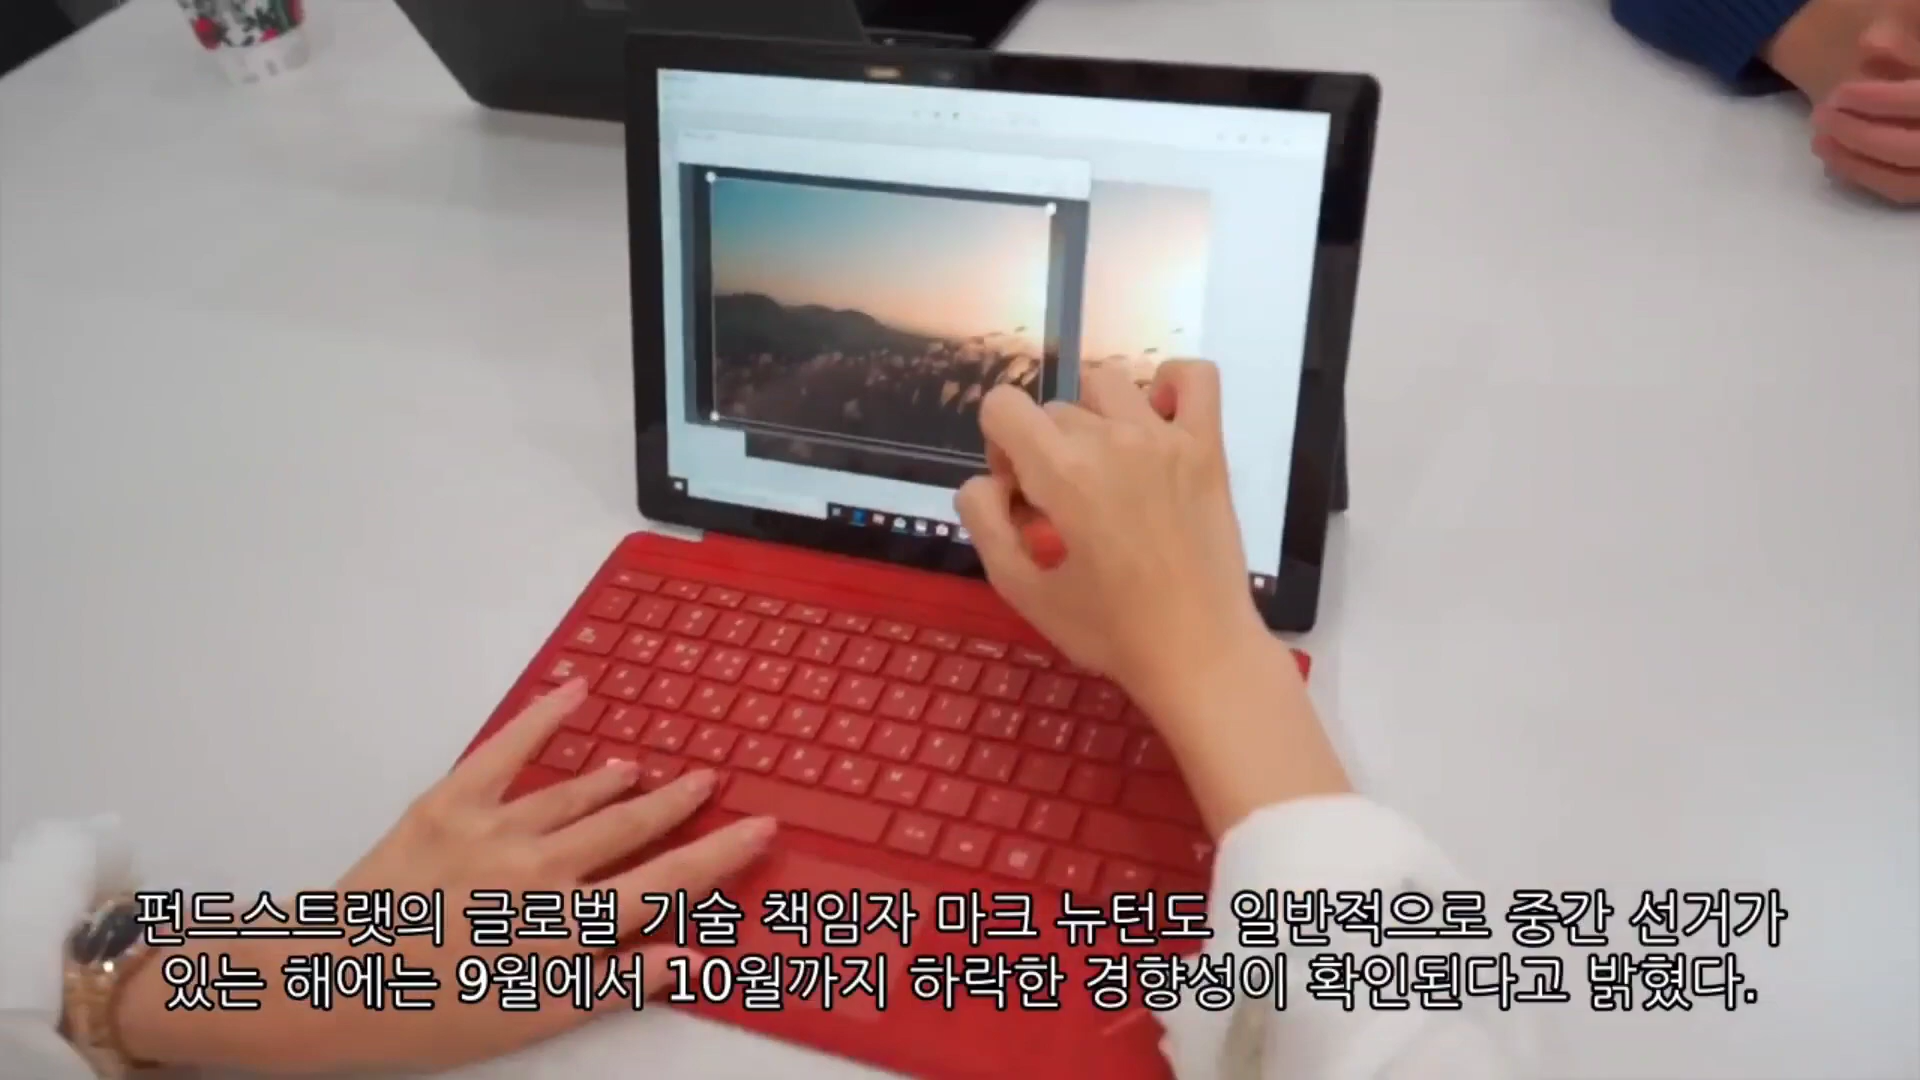 펀드스트랫의 글로벌 기술 책임자 마크 뉴턴도 일반적으로 중간 선거가
있는 해에는 9월에서 10월까지 하락한 경향성이 확인된다고 밝혔다.